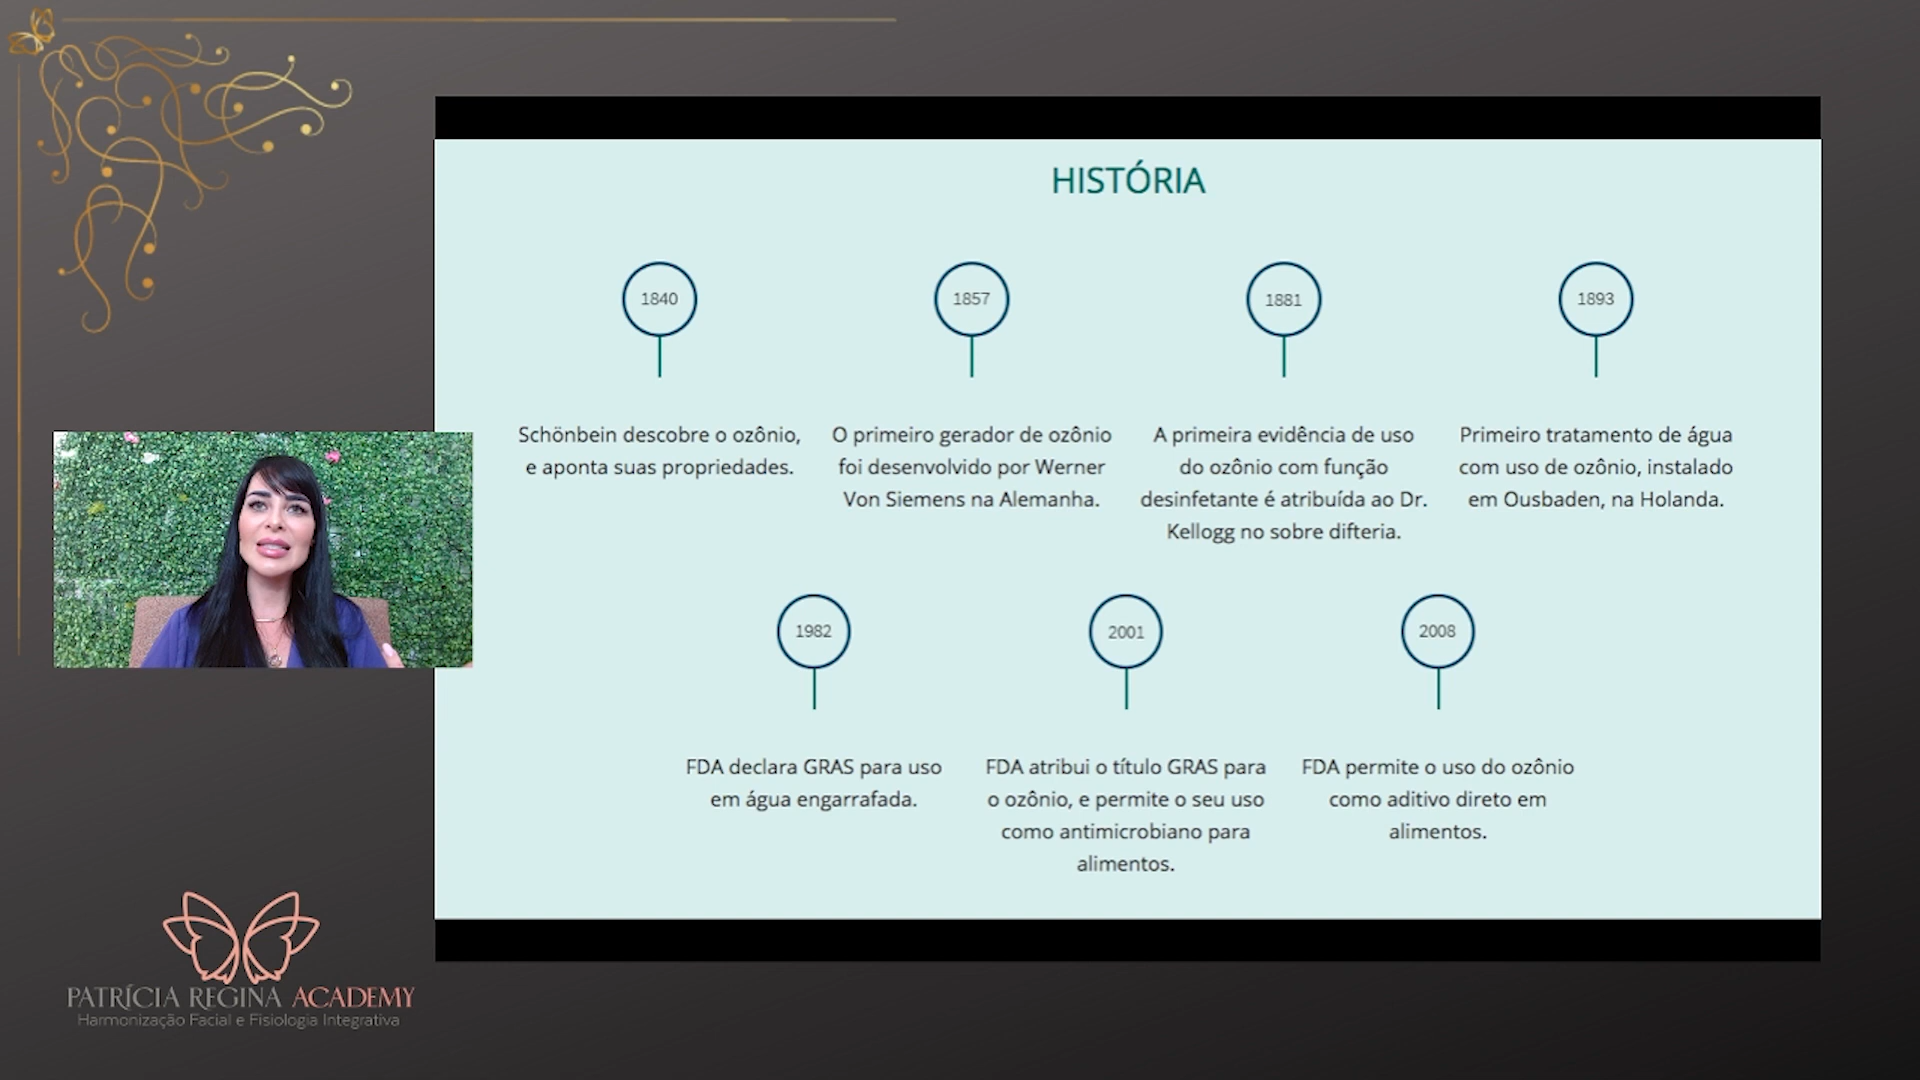 HISTÓRIA
1840
1857
1881
1893
Schönbein descobre o ozônio,
e aponta suas propriedades.
O primeiro gerador de ozônio
foi desenvolvido por Werner
Von Siemens na Alemanha.
A primeira evidência de uso
do ozônio com função
desinfetante é atribuída ao Dr.
Kellogg no sobre difteria.
Primeiro tratamento de água
com uso de ozônio, instalado
em Ousbaden, na Holanda.
1982
2001
2008
FDA declara GRAS para uso
em água engarrafada.
FDA atribui o título GRAS para
o ozônio, e permite o seu uso
como antimicrobiano para
alimentos.
FDA permite o uso do ozônio
como aditivo direto em
alimentos.
PATRÍCIA REGINA ACADEMY
Harmonização Facial e Fisiologia Integrativa